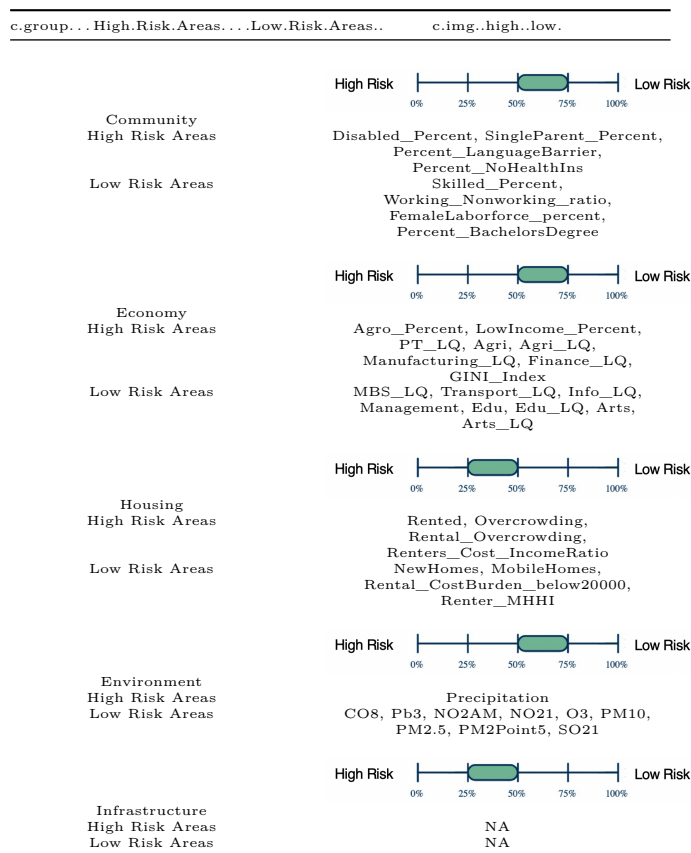 c.group...High.Risk.Areas....Low.Risk.Areas.. c.img..high..low.
High Risk Low Risk
0% 25% 50% 75% 100%
Community
High Risk Areas Disabled_Percent, SingleParent_Percent,
Percent_LanguageBarrier,
Percent_NoHealthIns
Low Risk Areas Skilled_Percent,
Working_Nonworking_ratio,
FemaleLaborforce_percent,
Percent_BachelorsDegree
High Risk Low Risk
0% 25% 50% 75% 100%
Economy
High Risk Areas Agro_Percent, LowIncome_Percent,
PT_LQ, Agri, Agri_LQ,
Manufacturing_LQ, Finance_LQ,
GINI_Index
Low Risk Areas MBS_LQ, Transport_LQ, Info_LQ,
Management, Edu, Edu_LQ, Arts,
Arts_LQ
High Risk Low Risk
0% 25% 50% 75% 100%
Housing
High Risk Areas Rented, Overcrowding,
Rental_Overcrowding,
Renters_Cost_IncomeRatio
Low Risk Areas NewHomes, MobileHomes,
Rental_CostBurden_below20000,
Renter_MHHI
High Risk Low Risk
0% 25% 50% 75% 100%
Environment
High Risk Areas Precipitation
Low Risk Areas CO8, Pb3, NO2AM, NO21, O3, PM10,
PM2.5, PM2Point5, SO21
High Risk Low Risk
0% 25% 50% 75% 100%
Infrastructure
High Risk Areas NA
Low Risk Areas NA